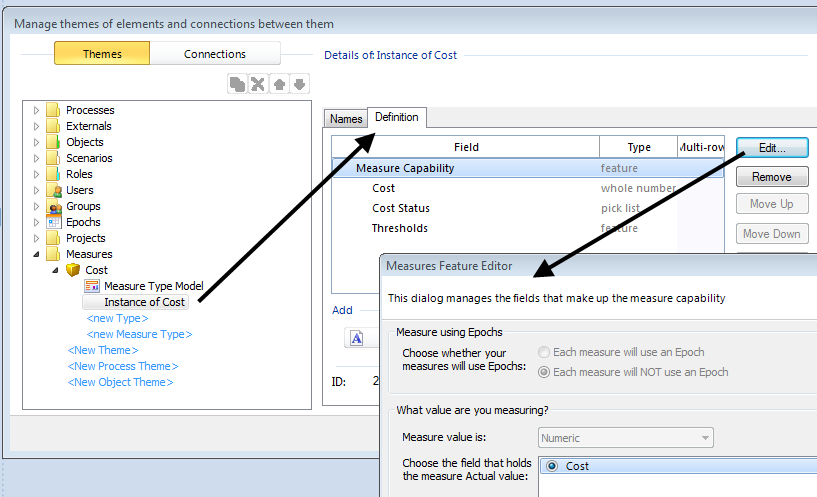 Manage themes of elements and connections between them
Themes
Connections
Details of: Instance of Cost
Processes
Externals
Objects
Scenarios
Roles
Users
Groups
Epochs
Projects
Measures
Cost
Measure Type Model
Instance of Cost
<new Type>
<new Measure Type>
<New Theme>
<New Process Theme>
<New Object Theme>
Names
Definition
Field Type Multi-row
Measure Capability feature
Cost whole number
Cost Status pick list
Thresholds feature
Edit...
Remove
Move Up
Move Down
Add
A
ID: 2
Measures Feature Editor
This dialog manages the fields that make up the measure capability
Measure using Epochs
Choose whether your
measures will use Epochs:
Each measure will use an Epoch
Each measure will NOT use an Epoch
What value are you measuring?
Measure value is: Numeric
Choose the field that holds
the measure Actual value:
Cost